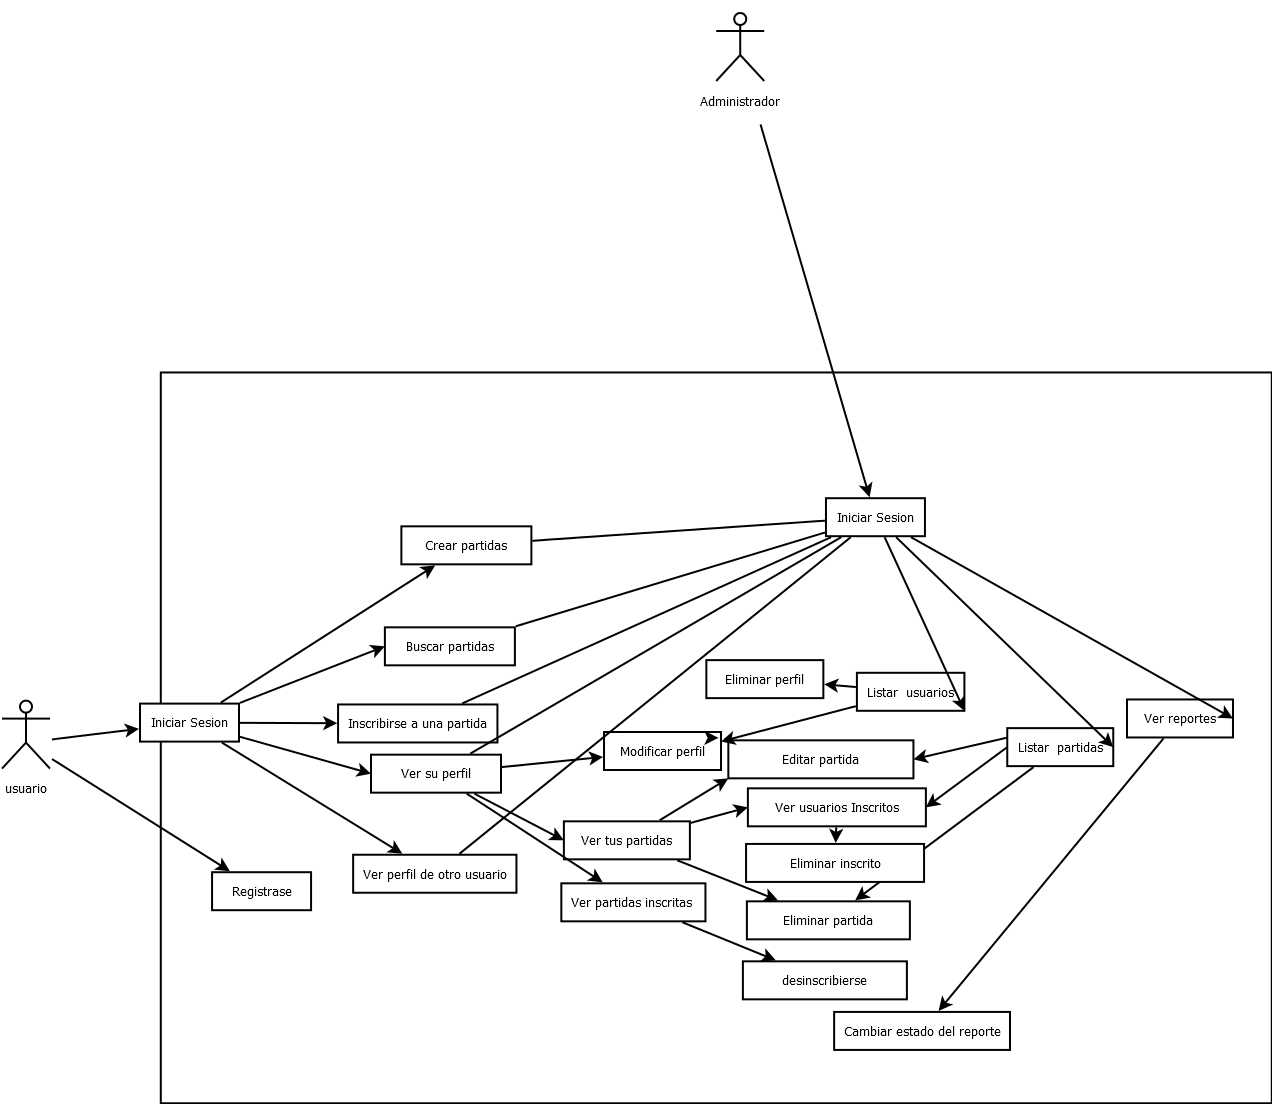 Administrador
Iniciar Sesion
Crear partidas
Buscar partidas
Eliminar perfil
Listar usuarios
Iniciar Sesion
Inscribirse a una partida
Ver reportes
Modificar perfil
Editar partida
Listar partidas
Ver su perfil
usuario
Ver usuarios Inscritos
Ver tus partidas
Eliminar inscrito
Ver perfil de otro usuario
Registrase
Ver partidas inscritas
Eliminar partida
desinscribierse
Cambiar estado del reporte